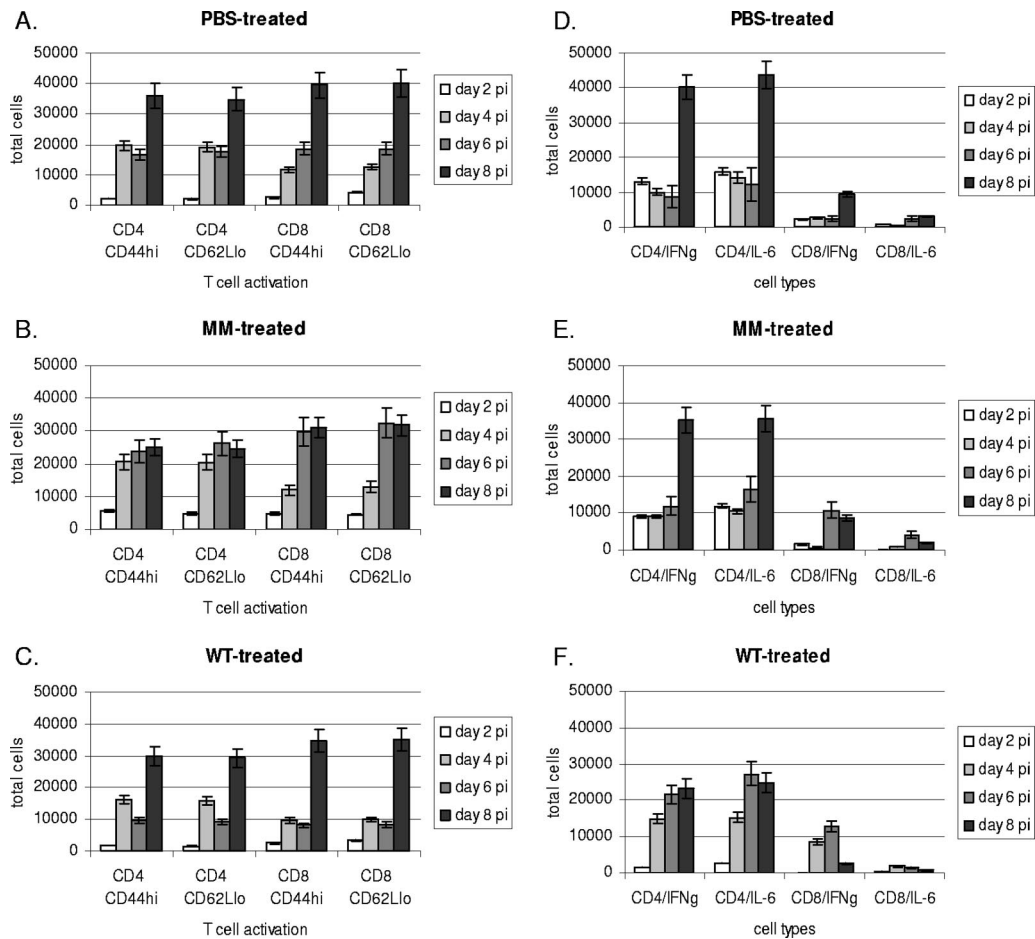 A.
PBS-treated
50000
40000
30000
20000
10000
0
total cells
CD4 CD8 CD8
CD4
CD44hi CD62Llo CD44hi CD62Llo
T cell activation
day 2 pi
day 4 pi
day 6 pi
day 8 pi
B.
MM-treated
50000
40000
30000
20000
10000
0
total cells
CD4 CD4 CD8 CD8
CD44hi CD62Llo CD44hi CD62Llo
T cell activation
day 2 pi
day 4 pi
day 6 pi
day 8 pi
C.
WT-treated
50000
40000
30000
20000
10000
0
total cells
CD4 CD4 CD8 CD8
CD44hi CD62Llo CD44hi CD62Llo
T cell activation
day 2 pi
day 4 pi
day 6 pi
day 8 pi
D.
PBS-treated
50000
40000
30000
20000
10000
0
total cells
CD4/IFNg CD4/IL-6 CD8/IFNg CD8/IL-6
cell types
day 2 pi
day 4 pi
day 6 pi
day 8 pi
E.
MM-treated
50000
40000
30000
20000
10000
0
total cells
CD4/IFNg CD4/IL-6 CD8/IFNg CD8/IL-6
cell types
day 2 pi
day 4 pi
day 6 pi
day 8 pi
F.
WT-treated
50000
40000
30000
20000
10000
0
total cells
CD4/IFNg CD4/IL-6 CD8/IFNg CD8/IL-6
cell types
day 2 pi
day 4 pi
day 6 pi
day 8 pi